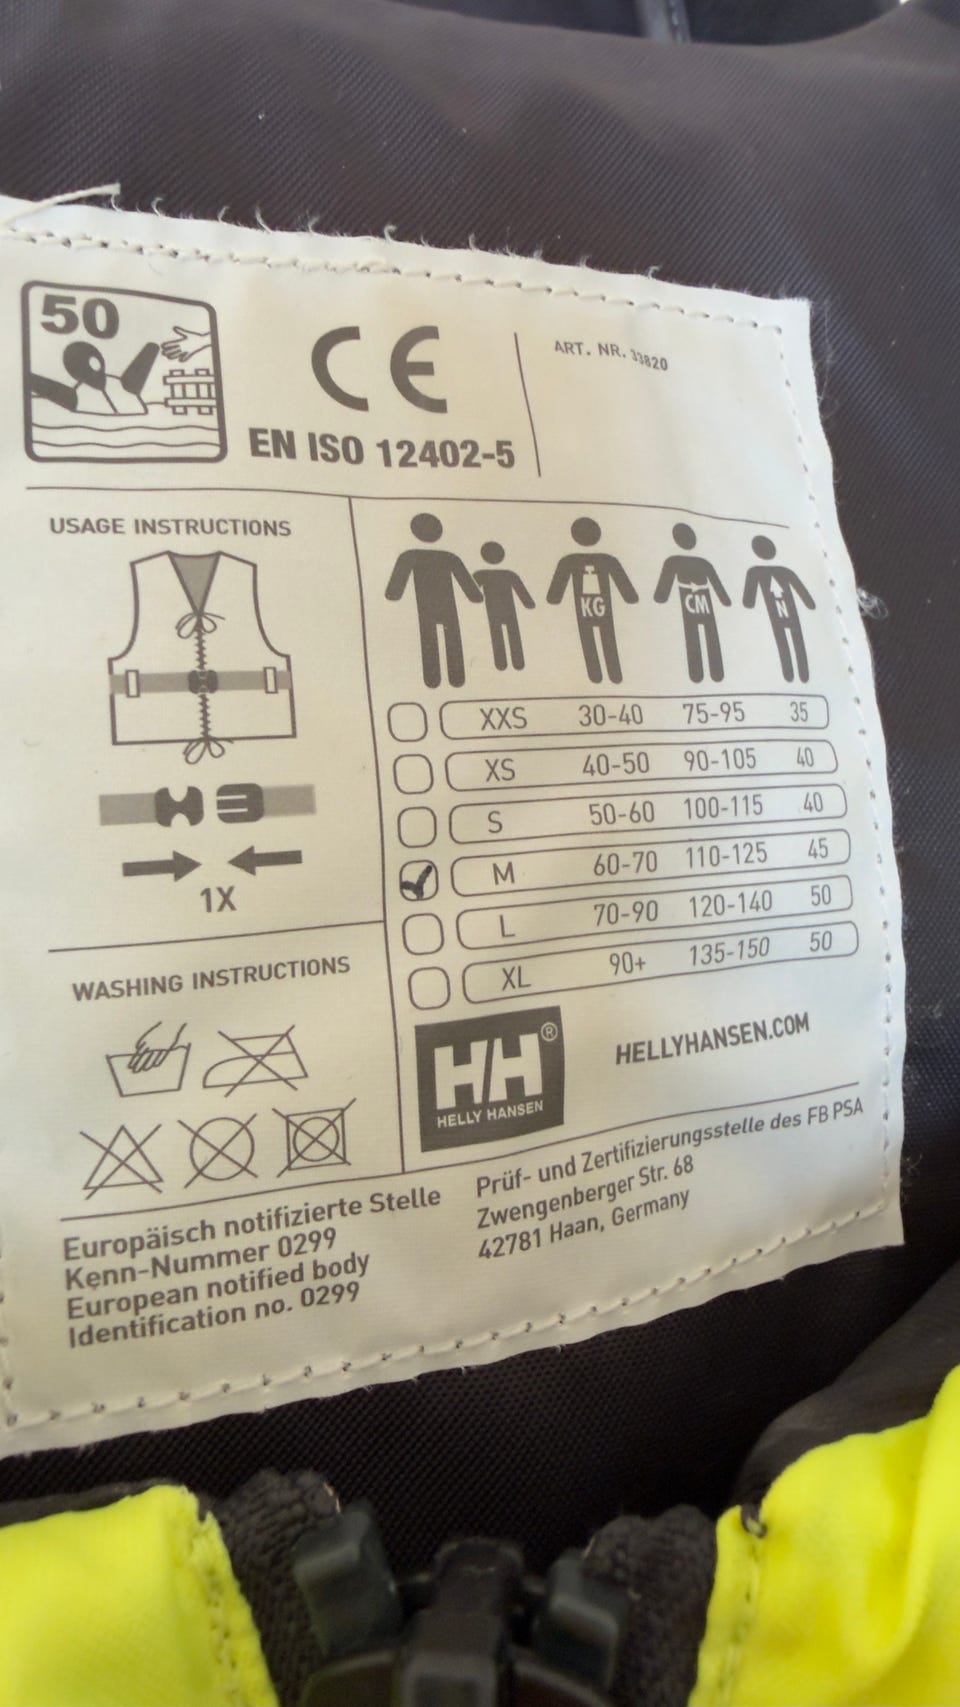 50
CE
EN ISO 12402-5
ART. NR. 33820
USAGE INSTRUCTIONS
1X
KG CM N
XXS 30-40 75-95 35
XS 40-50 90-105 40
S 50-60 100-115 40
M 60-70 110-125 45
L 70-90 120-140 50
XL 90+ 135-150 50
WASHING INSTRUCTIONS
HH®
HELLY HANSEN
HELLYHANSEN.COM
Europäisch notifizierte Stelle
Kenn-Nummer 0299
European notified body
Identification no. 0299
Prüf- und Zertifizierungsstelle des FB PSA
Zwengenberger Str. 68
42781 Haan, Germany